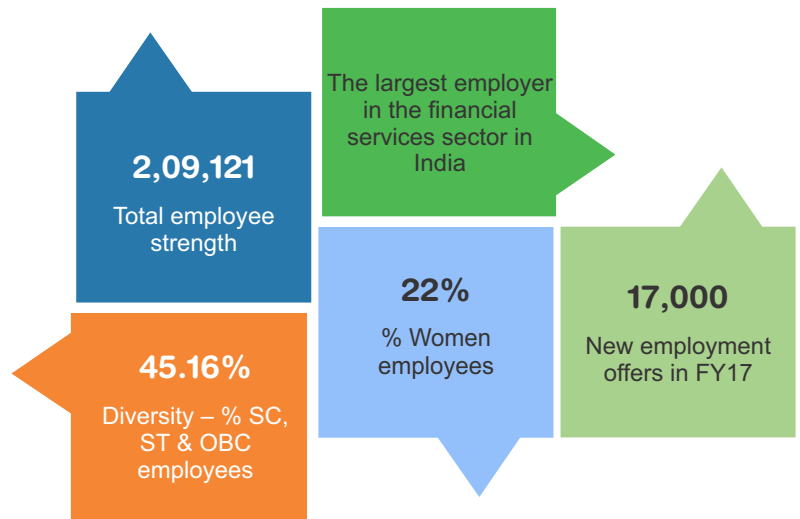 The largest employer
in the financial
services sector in
India
2,09,121
Total employee
strength
22%
% Women
employees
17,000
New employment
offers in FY17
45.16%
Diversity – % SC,
ST & OBC
employees